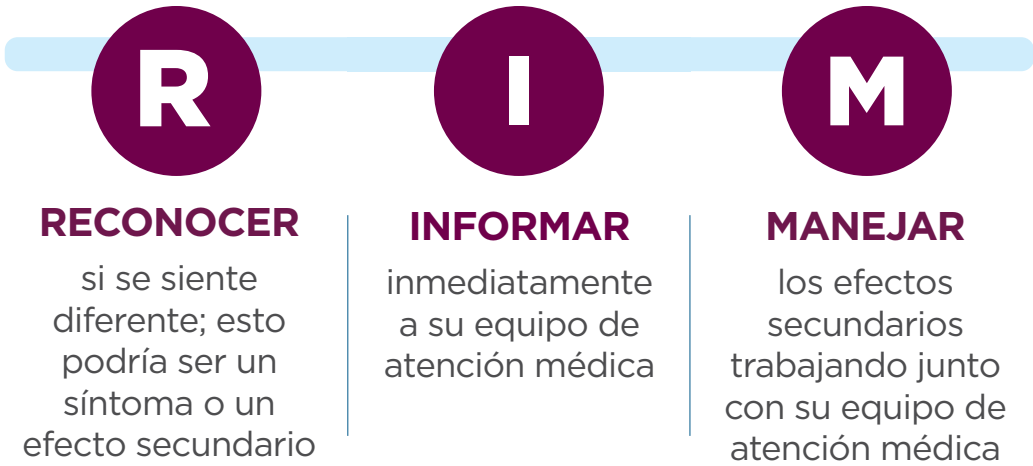 R
RECONOCER
si se siente
diferente; esto
podría ser un
síntoma o un
efecto secundario
I
INFORMAR
inmediatamente
a su equipo de
atención médica
M
MANEJAR
los efectos
secundarios
trabajando junto
con su equipo de
atención médica